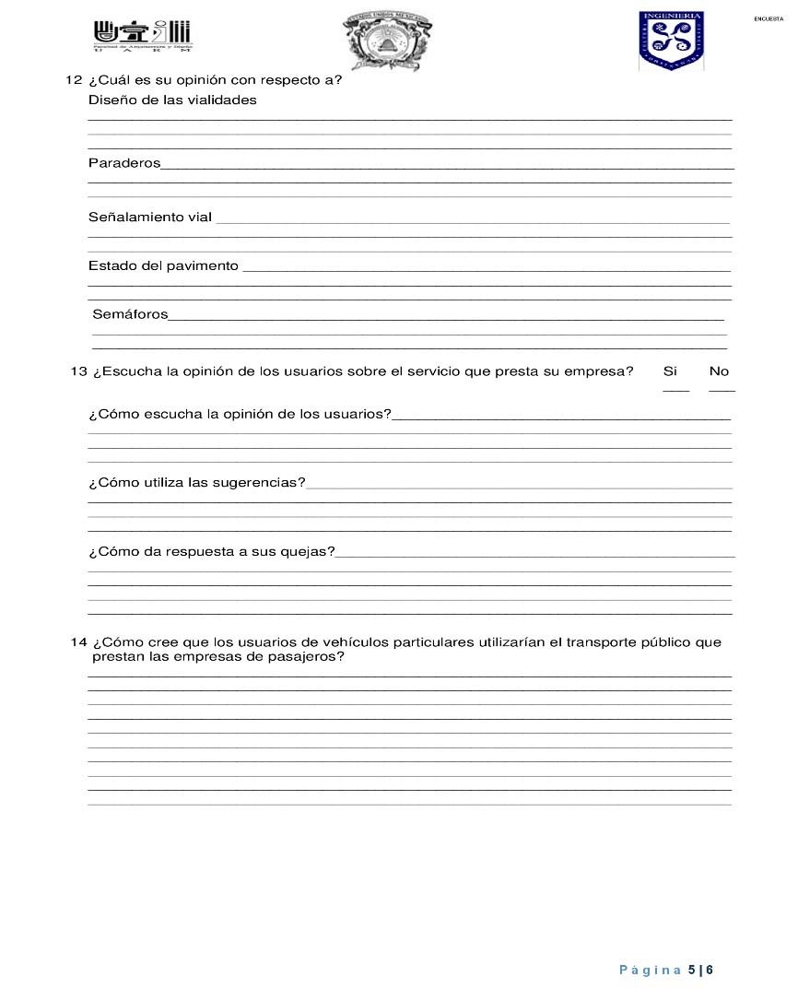 ENCUESTA
INGENIERIA
Facultad de Arquitectura y Diseño
U A E M
12 ¿Cuál es su opinión con respecto a?
Diseño de las vialidades
Paraderos
Señalamiento vial
Estado del pavimento
Semáforos
13 ¿Escucha la opinión de los usuarios sobre el servicio que presta su empresa? Si No
¿Cómo escucha la opinión de los usuarios?
¿Cómo utiliza las sugerencias?
¿Cómo da respuesta a sus quejas?
14 ¿Cómo cree que los usuarios de vehículos particulares utilizarían el transporte público que
prestan las empresas de pasajeros?
Página 5|6